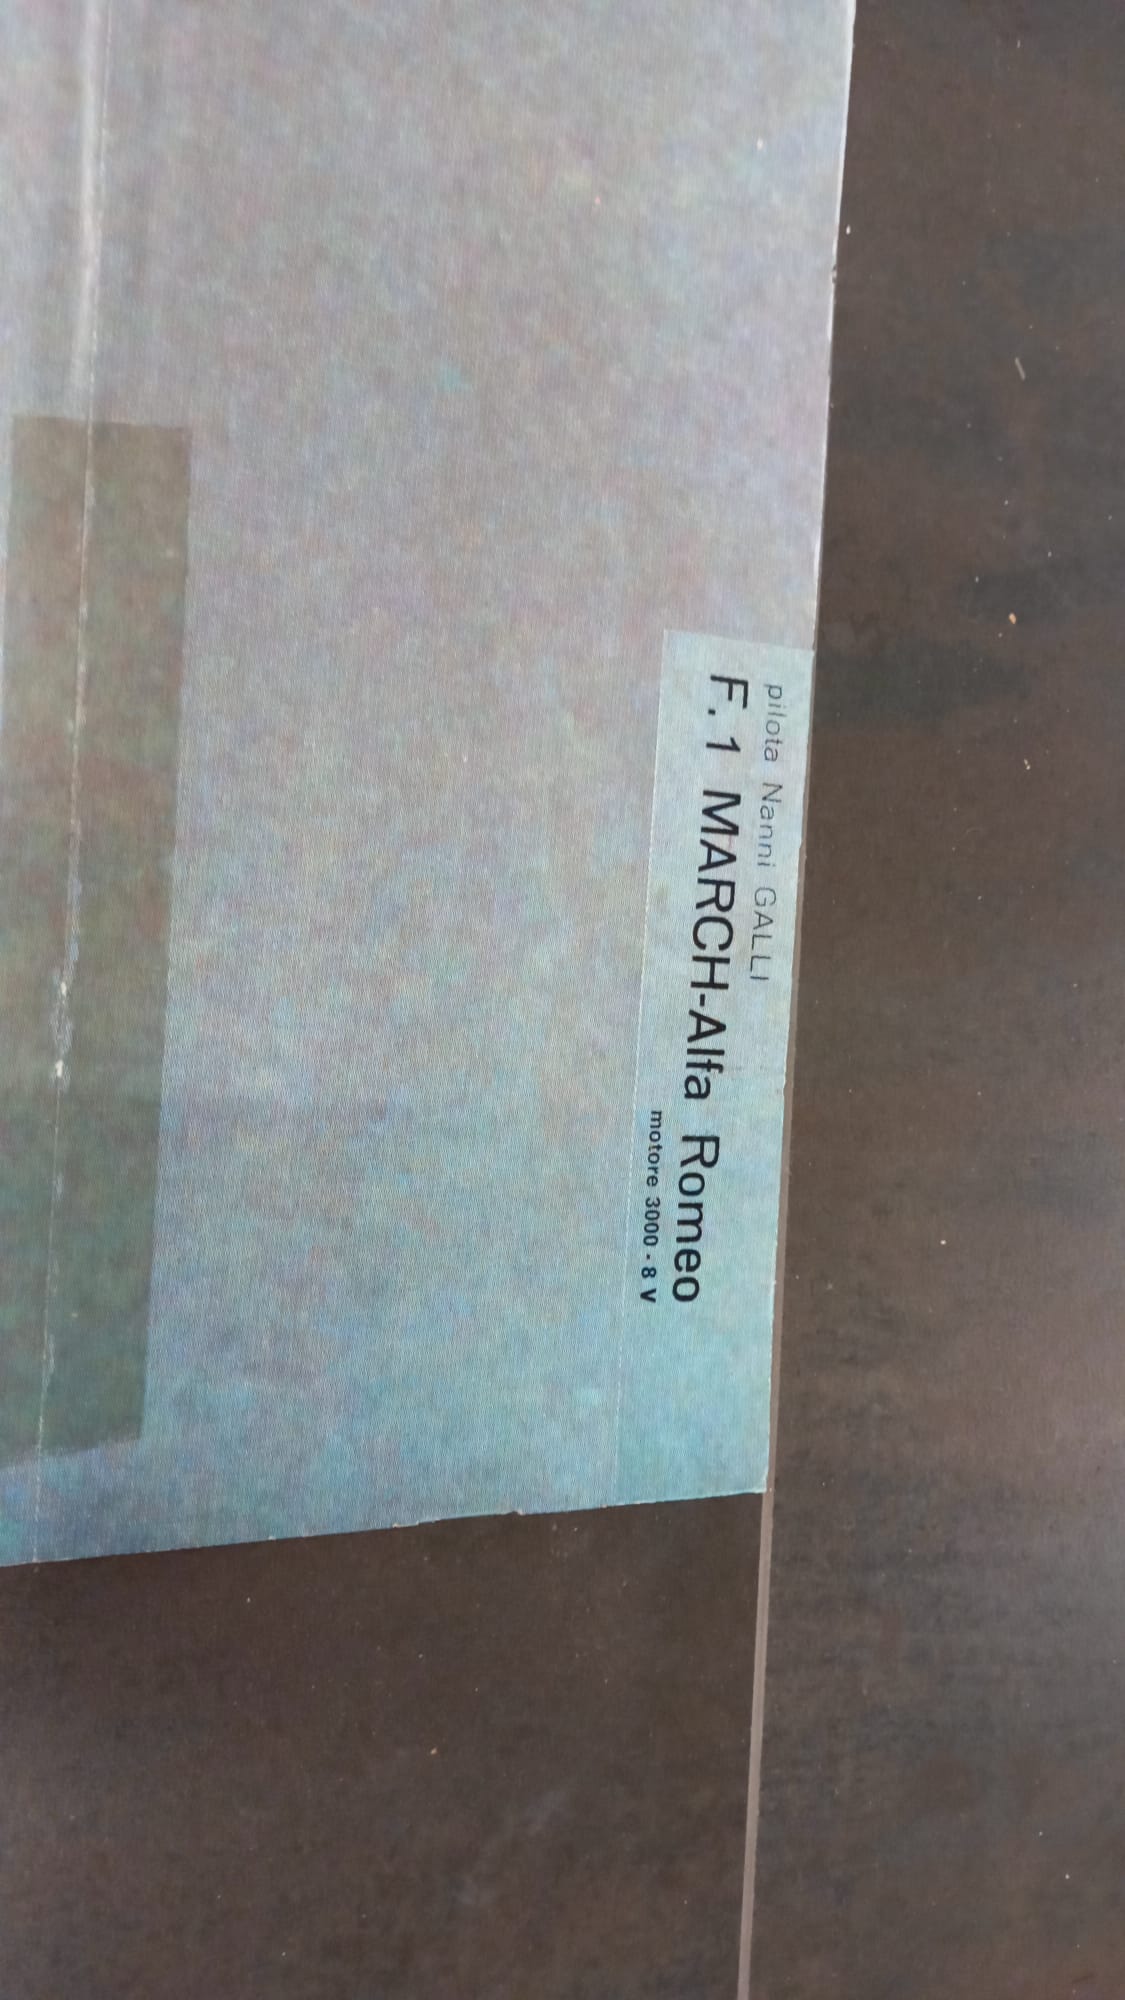 pilota Nanni GALLI
F. 1 MARCH-Alfa Romeo
motore 3000 - 8 V